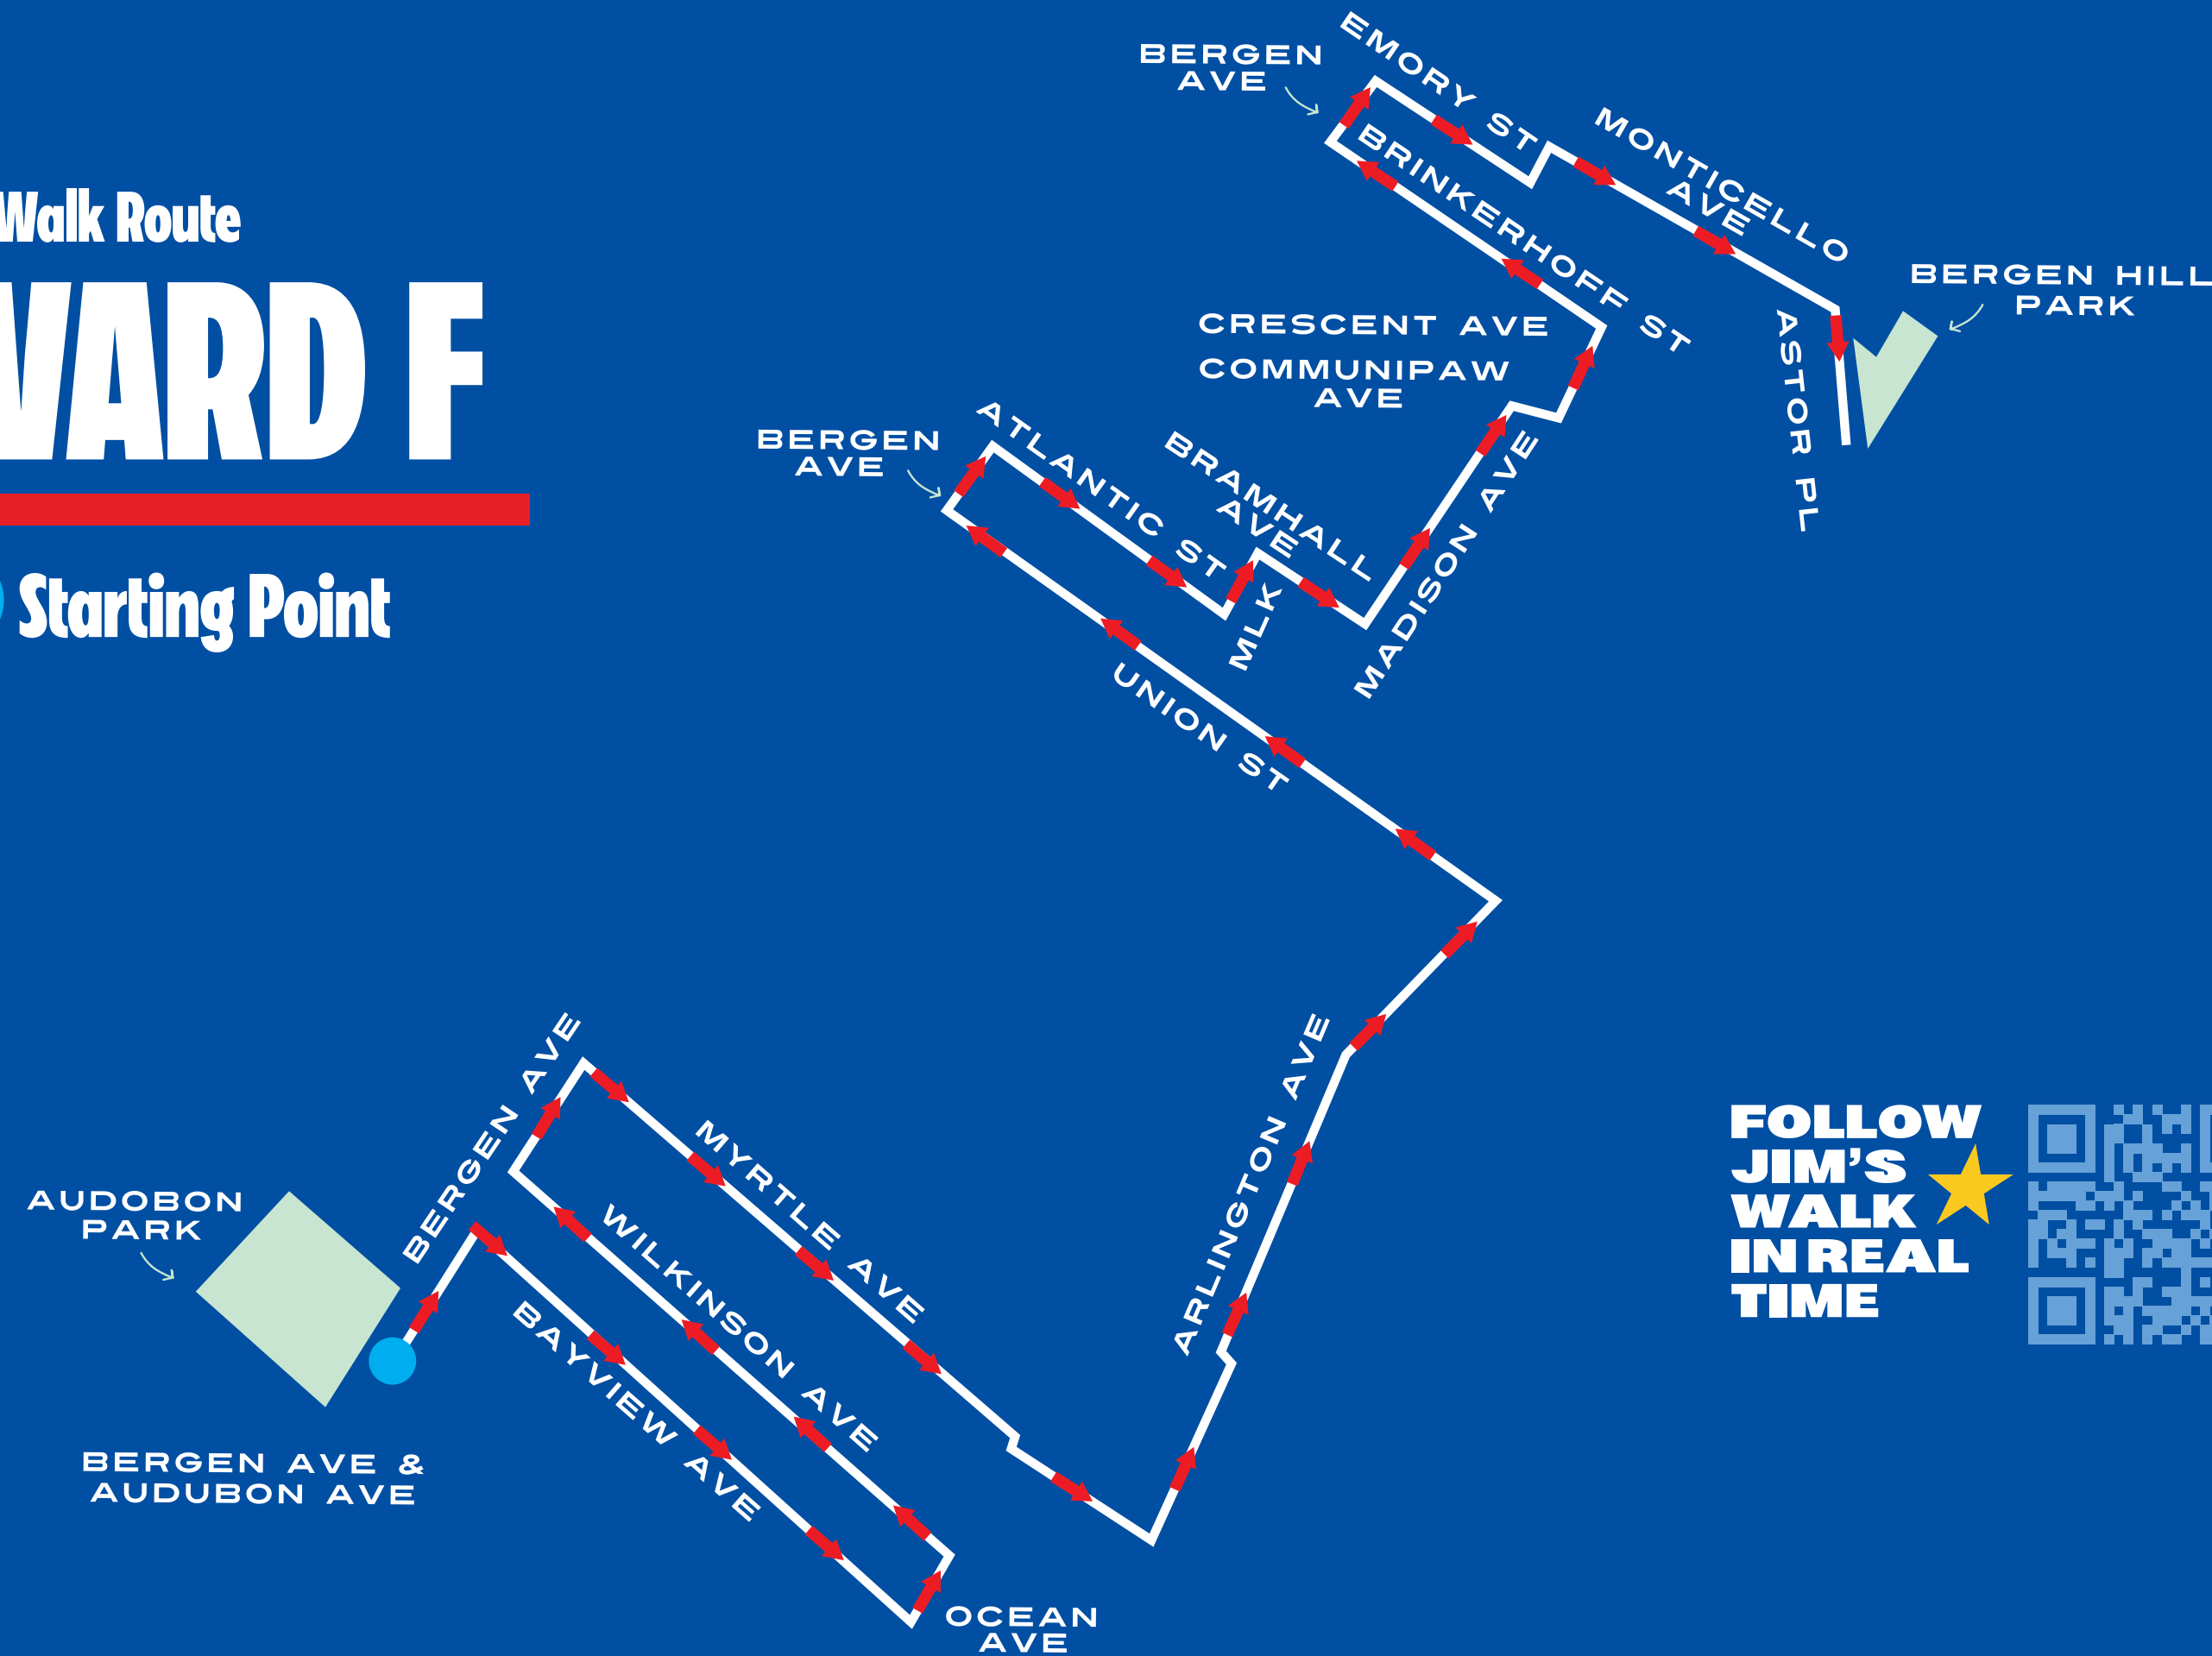 Walk Route
WARD F
Starting Point
BERGEN
AVE
EMORY ST
MONTICELLO
AVE
BRINKERHOFF ST
BERGEN HILL
PARK
ASTOR PL
CRESCENT AVE
COMMUNIPAW
AVE
BERGEN
AVE
ATLANTIC ST
BRAMHALL
AVE
MLK
MADISON AVE
UNION ST
ARLINGTON AVE
BERGEN AVE
MYRTLE AVE
WILKINSON AVE
BAYVIEW AVE
AUDOBON
PARK
BERGEN AVE &
AUDUBON AVE
OCEAN
AVE
FOLLOW
JIM'S
WALK
IN REAL
TIME